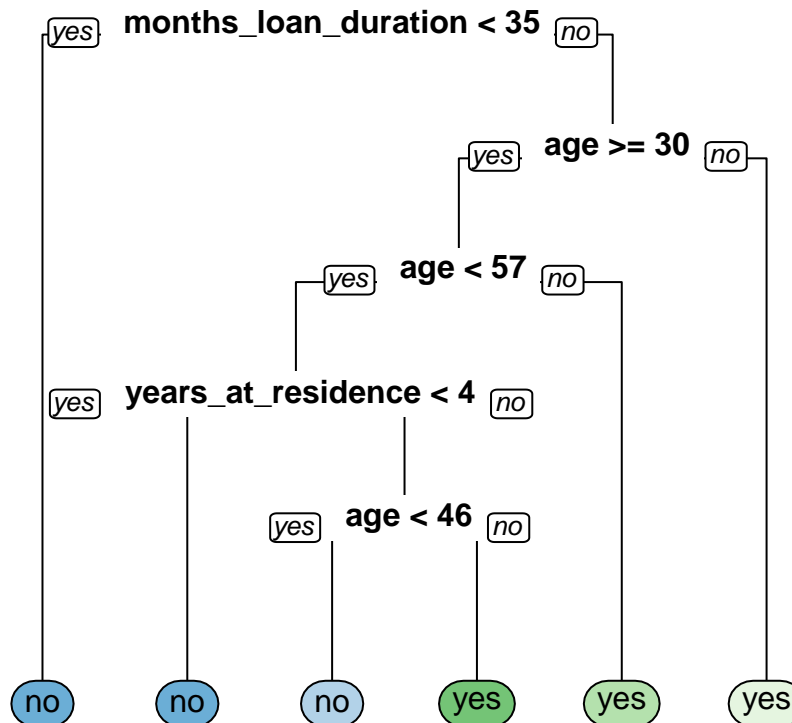 yes months_loan_duration < 35 no
yes age >= 30 no
yes age < 57 no
yes years_at_residence < 4 no
yes age < 46 no
no no no yes yes yes